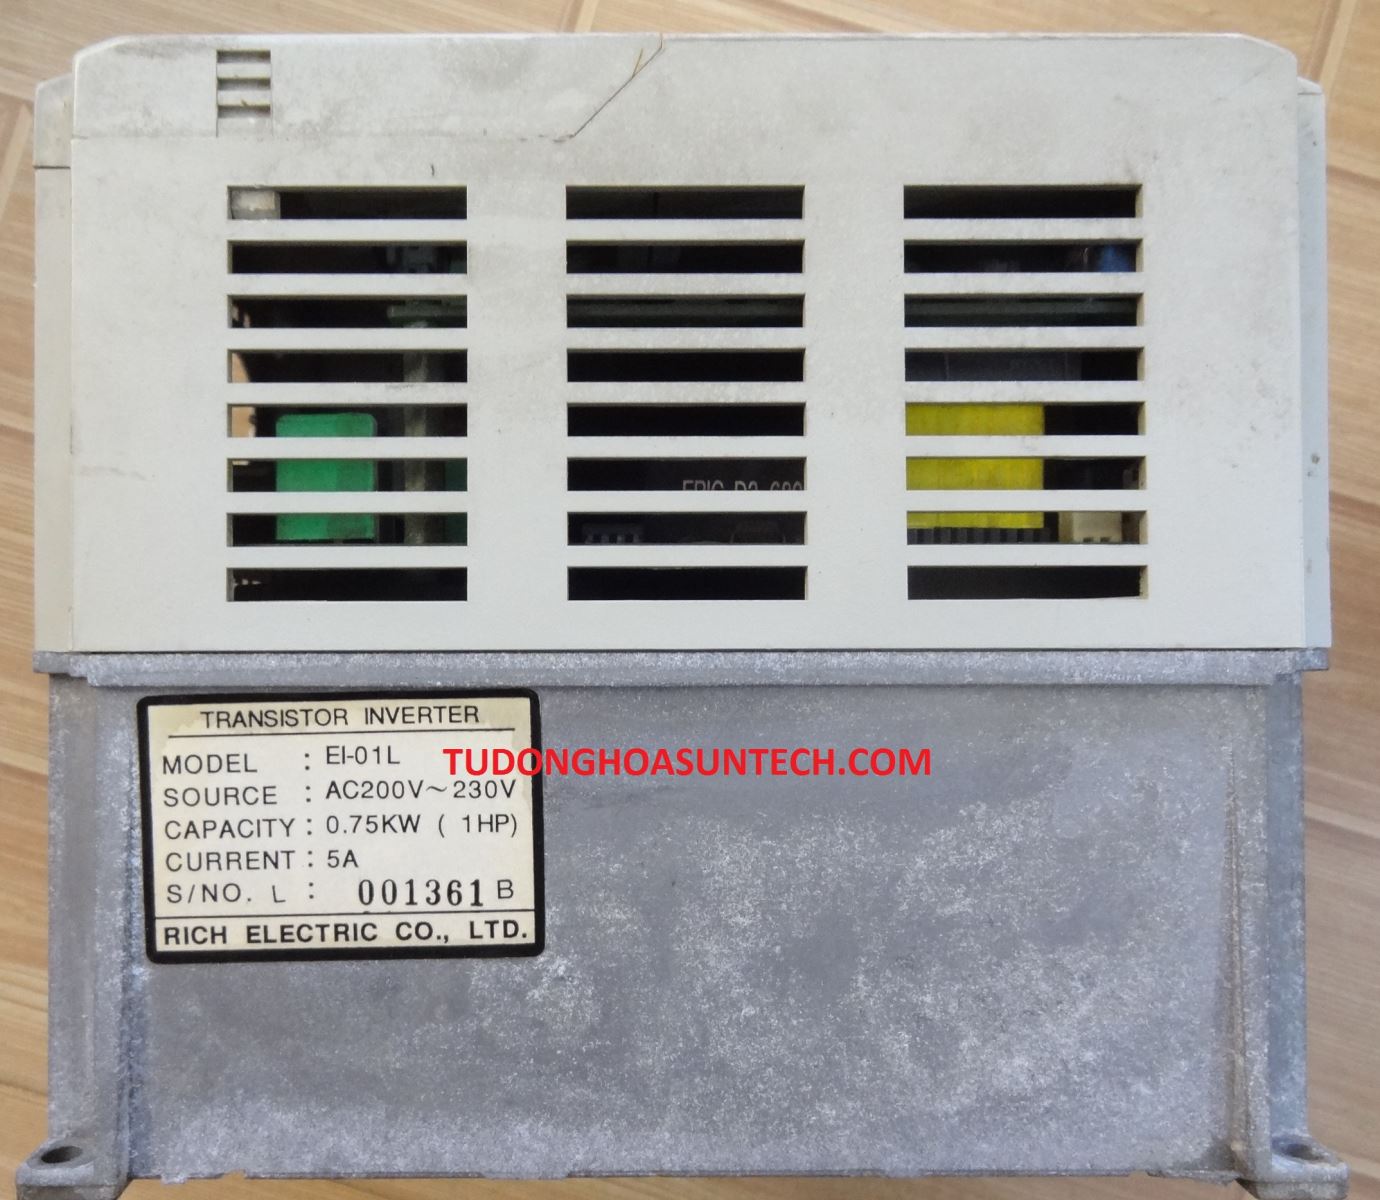 TRANSISTOR INVERTER
MODEL : EI-01L
TUDONGHOASUNTECH.COM
SOURCE : AC200V~230V
CAPACITY : 0.75KW ( 1HP)
CURRENT : 5A
S/NO. L : 001361 B
RICH ELECTRIC CO., LTD.